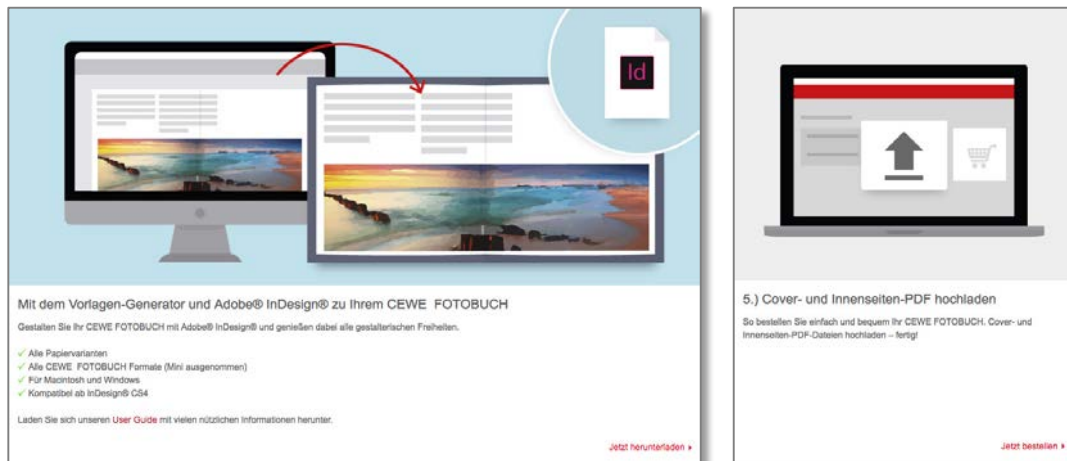 Id
Mit dem Vorlagen-Generator und Adobe® InDesign® zu Ihrem CEWE FOTOBUCH
Gestalten Sie Ihr CEWE FOTOBUCH mit Adobe® InDesign® und genießen dabei alle gestalterischen Freiheiten.
✓ Alle Papiervarianten
✓ Alle CEWE FOTOBUCH Formate (Mini ausgenommen)
✓ Für Macintosh und Windows
✓ Kompatibel ab InDesign® CS4
Laden Sie sich unseren User Guide mit vielen nützlichen Informationen herunter.
Jetzt herunterladen ▸
5.) Cover- und Innenseiten-PDF hochladen
So bestellen Sie einfach und bequem Ihr CEWE FOTOBUCH. Cover- und
Innenseiten-PDF-Dateien hochladen – fertig!
Jetzt bestellen ▸